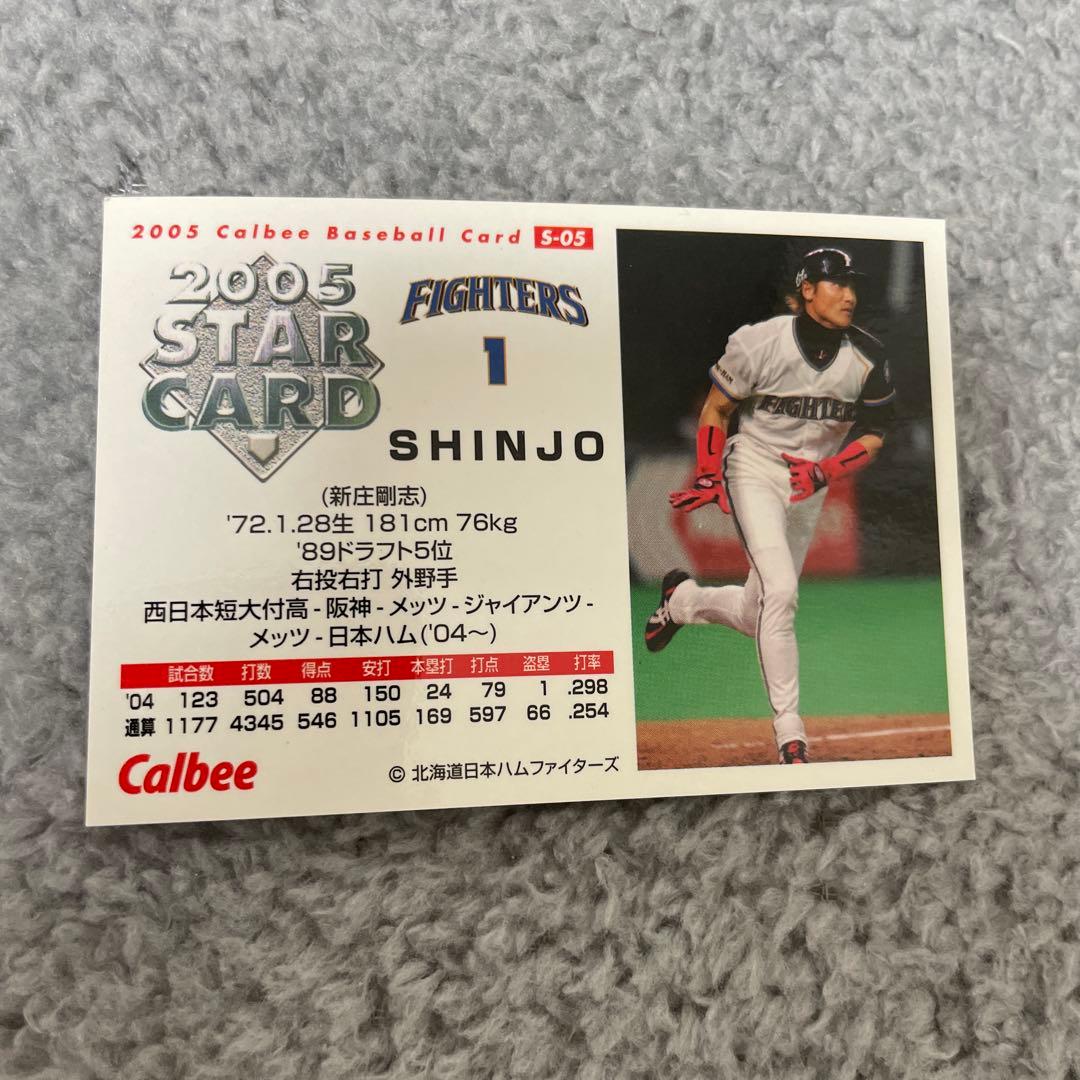 2005 Calbee Baseball Card S-05
2005
STAR
CARD
FIGHTERS
1
SHINJO
(新庄剛志)
'72.1.28生 181cm 76kg
'89ドラフト5位
右投右打 外野手
西日本短大付高 - 阪神 - メッツ - ジャイアンツ -
メッツ - 日本ハム('04～)
試合数 打数 得点 安打 本塁打 打点 盗塁 打率
'04 123 504 88 150 24 79 1 .298
通算 1177 4345 546 1105 169 597 66 .254
Calbee
© 北海道日本ハムファイターズ
FIGHTERS